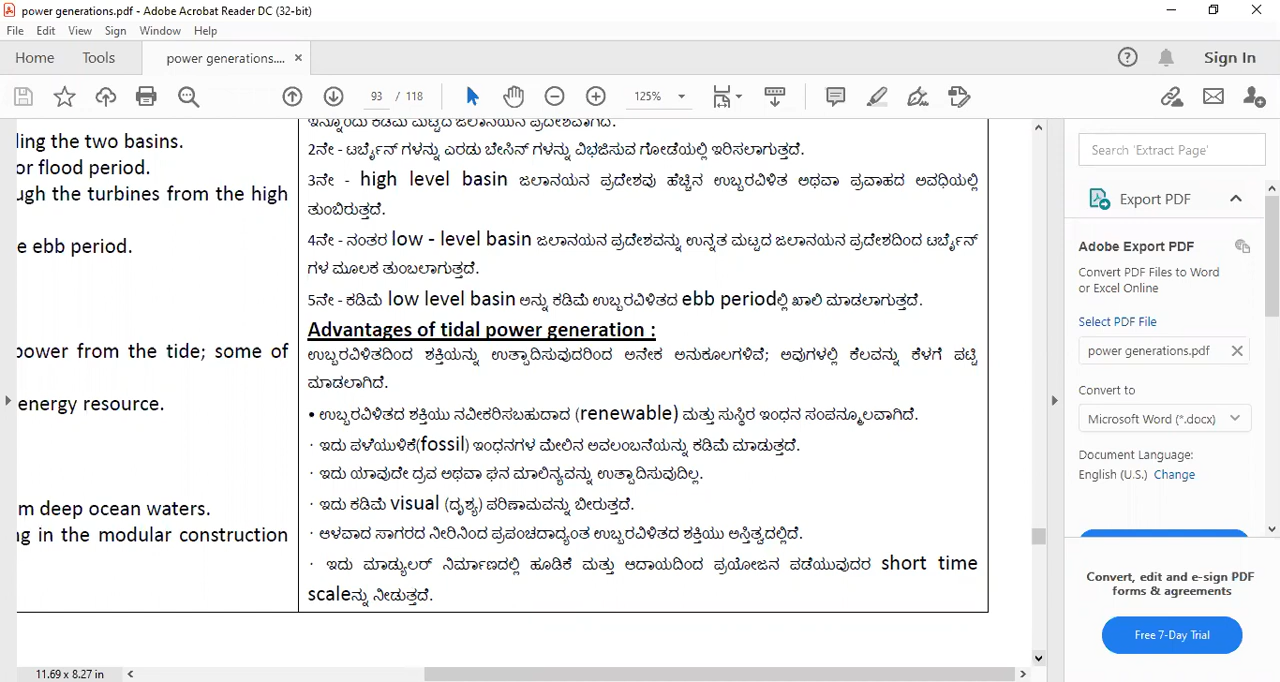 power generations.pdf - Adobe Acrobat Reader DC (32-bit)
File Edit View Sign Window Help
Home Tools power generations.... × Sign In
93 / 118 125%
ling the two basins.
or flood period.
ugh the turbines from the high
e ebb period.
power from the tide; some of
energy resource.
m deep ocean waters.
ng in the modular construction
ಇನ್ನೊಂದು ಕಡಿಮೆ ಮಟ್ಟದ ಜಲಾನಯನ ಪ್ರದೇಶವಾಗಿದೆ.
2ನೇ - ಟರ್ಬೈನ್ ಗಳನ್ನು ಎರಡು ಬೇಸಿನ್ ಗಳನ್ನು ವಿಭಜಿಸುವ ಗೋಡೆಯಲ್ಲಿ ಇರಿಸಲಾಗುತ್ತದೆ.
3ನೇ - high level basin ಜಲಾನಯನ ಪ್ರದೇಶವು ಹೆಚ್ಚಿನ ಉಬ್ಬರವಿಳಿತ ಅಥವಾ ಪ್ರವಾಹದ ಅವಧಿಯಲ್ಲಿ
ತುಂಬಿರುತ್ತದೆ.
4ನೇ - ನಂತರ low - level basin ಜಲಾನಯನ ಪ್ರದೇಶವನ್ನು ಉನ್ನತ ಮಟ್ಟದ ಜಲಾನಯನ ಪ್ರದೇಶದಿಂದ ಟರ್ಬೈನ್
ಗಳ ಮೂಲಕ ತುಂಬಲಾಗುತ್ತದೆ.
5ನೇ - ಕಡಿಮೆ low level basin ಅನ್ನು ಕಡಿಮೆ ಉಬ್ಬರವಿಳಿತದ ebb periodಲ್ಲಿ ಖಾಲಿ ಮಾಡಲಾಗುತ್ತದೆ.
Advantages of tidal power generation :
ಉಬ್ಬರವಿಳಿತದಿಂದ ಶಕ್ತಿಯನ್ನು ಉತ್ಪಾದಿಸುವುದರಿಂದ ಅನೇಕ ಅನುಕೂಲಗಳಿವೆ; ಅವುಗಳಲ್ಲಿ ಕೆಲವನ್ನು ಕೆಳಗೆ ಪಟ್ಟಿ
ಮಾಡಲಾಗಿದೆ.
• ಉಬ್ಬರವಿಳಿತದ ಶಕ್ತಿಯು ನವೀಕರಿಸಬಹುದಾದ (renewable) ಮತ್ತು ಸುಸ್ಥಿರ ಇಂಧನ ಸಂಪನ್ಮೂಲವಾಗಿದೆ.
· ಇದು ಪಳೆಯುಳಿಕೆ(fossil) ಇಂಧನಗಳ ಮೇಲಿನ ಅವಲಂಬನೆಯನ್ನು ಕಡಿಮೆ ಮಾಡುತ್ತದೆ.
· ಇದು ಯಾವುದೇ ದ್ರವ ಅಥವಾ ಘನ ಮಾಲಿನ್ಯವನ್ನು ಉತ್ಪಾದಿಸುವುದಿಲ್ಲ.
· ಇದು ಕಡಿಮೆ visual (ದೃಶ್ಯ) ಪರಿಣಾಮವನ್ನು ಬೀರುತ್ತದೆ.
· ಆಳವಾದ ಸಾಗರದ ನೀರಿನಿಂದ ಪ್ರಪಂಚದಾದ್ಯಂತ ಉಬ್ಬರವಿಳಿತದ ಶಕ್ತಿಯು ಅಸ್ತಿತ್ವದಲ್ಲಿದೆ.
· ಇದು ಮಾಡ್ಯುಲರ್ ನಿರ್ಮಾಣದಲ್ಲಿ ಹೂಡಿಕೆ ಮತ್ತು ಆದಾಯದಿಂದ ಪ್ರಯೋಜನ ಪಡೆಯುವುದರ short time
scaleನ್ನು ನೀಡುತ್ತದೆ.
11.69 x 8.27 in
Search 'Extract Page'
Export PDF
Adobe Export PDF
Convert PDF Files to Word
or Excel Online
Select PDF File
power generations.pdf
Convert to
Microsoft Word (*.docx)
Document Language:
English (U.S.) Change
Convert, edit and e-sign PDF
forms & agreements
Free 7-Day Trial